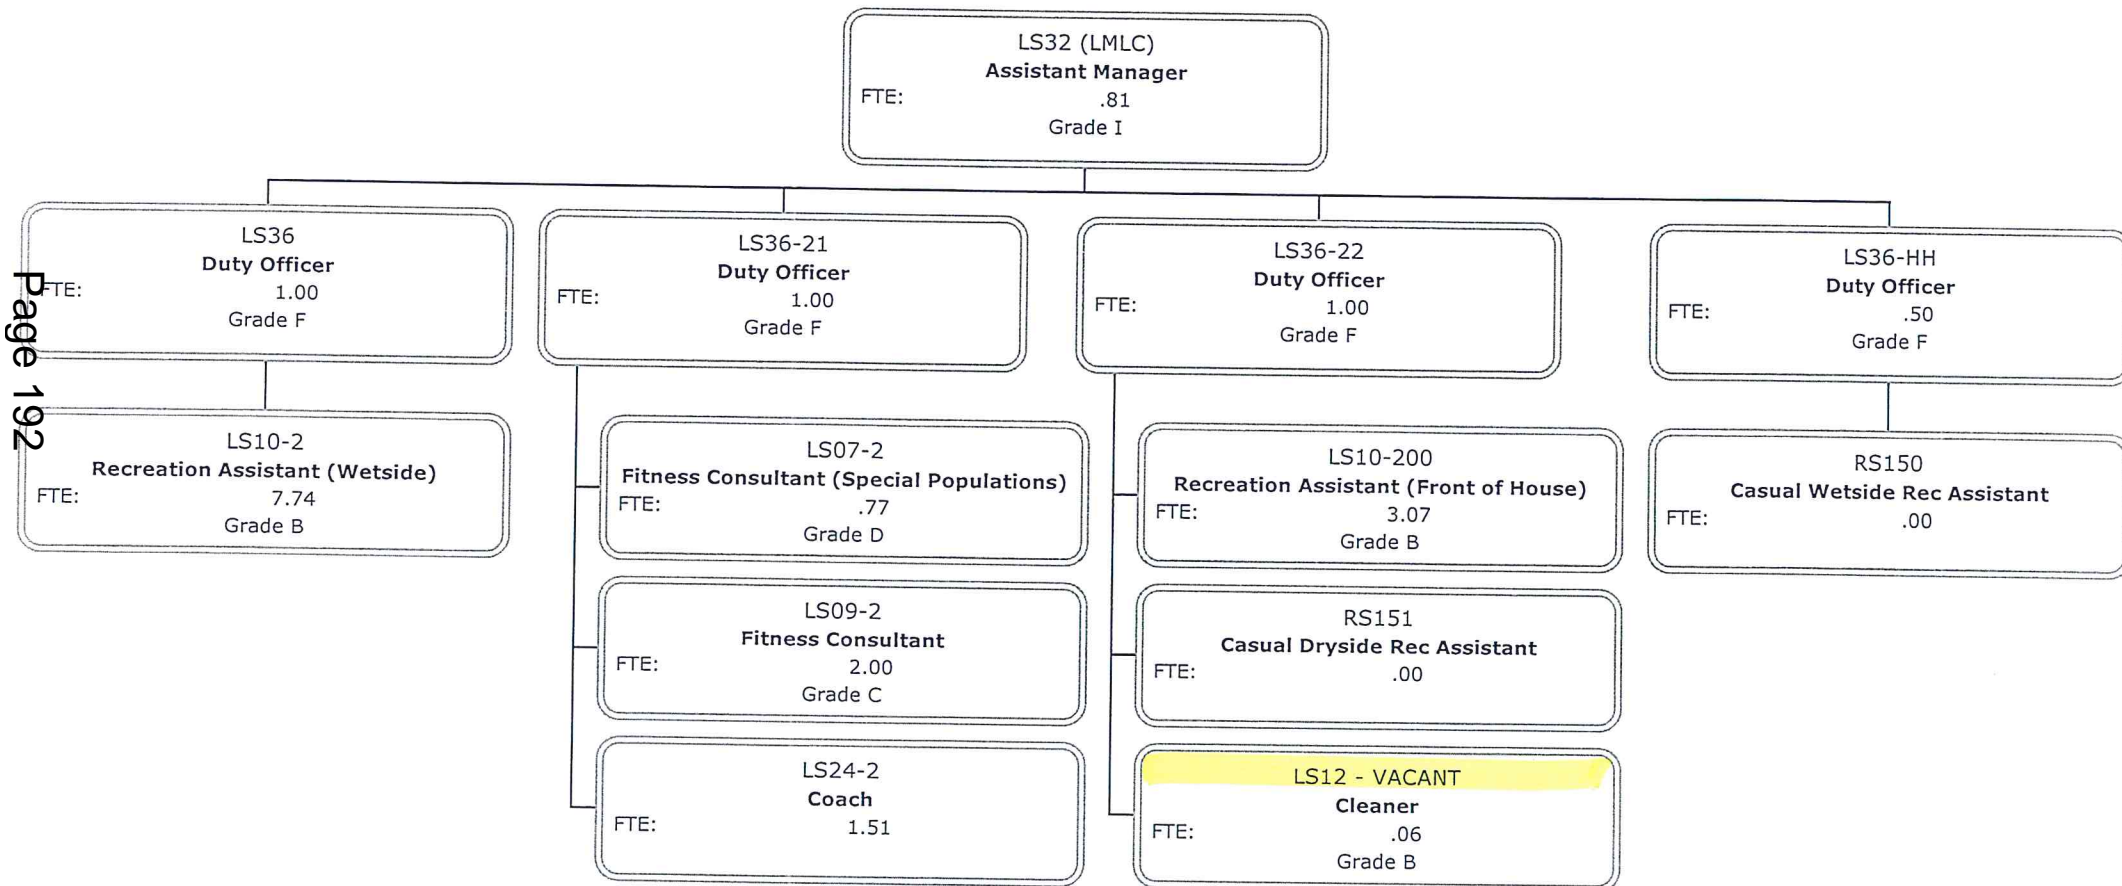 LS32 (LMLC)
Assistant Manager
FTE: .81
Grade I
LS36
Duty Officer
FTE: 1.00
Grade F
LS36-21
Duty Officer
FTE: 1.00
Grade F
LS36-22
Duty Officer
FTE: 1.00
Grade F
LS36-HH
Duty Officer
FTE: .50
Grade F
LS10-2
Recreation Assistant (Wetside)
FTE: 7.74
Grade B
LS07-2
Fitness Consultant (Special Populations)
FTE: .77
Grade D
LS09-2
Fitness Consultant
FTE: 2.00
Grade C
LS24-2
Coach
FTE: 1.51
LS10-200
Recreation Assistant (Front of House)
FTE: 3.07
Grade B
RS151
Casual Dryside Rec Assistant
FTE: .00
LS12 - VACANT
Cleaner
FTE: .06
Grade B
RS150
Casual Wetside Rec Assistant
FTE: .00
Page 192